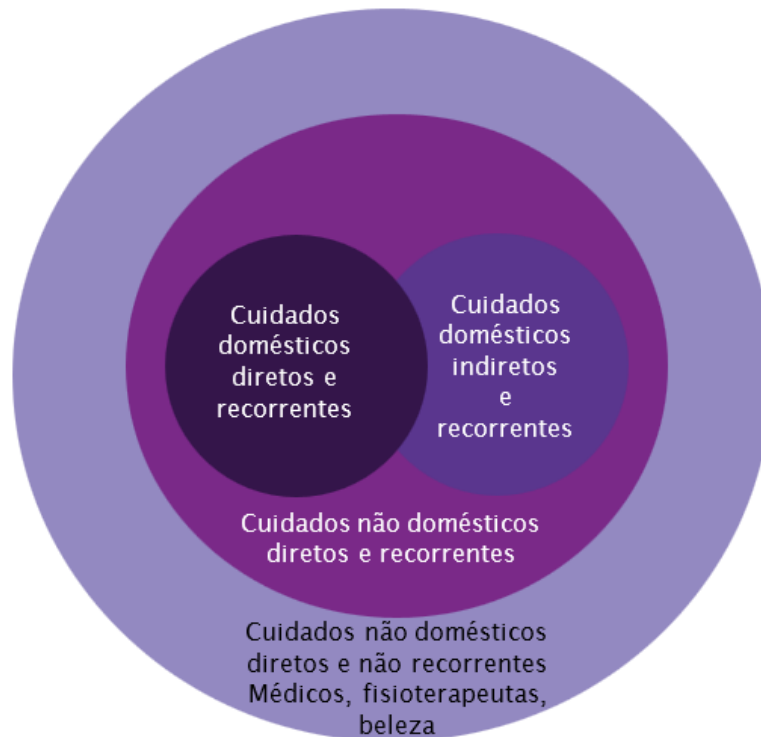 Cuidados
domésticos
diretos e
recorrentes
Cuidados
domésticos
indiretos
e
recorrentes
Cuidados não domésticos
diretos e recorrentes
Cuidados não domésticos
diretos e não recorrentes
Médicos, fisioterapeutas,
beleza